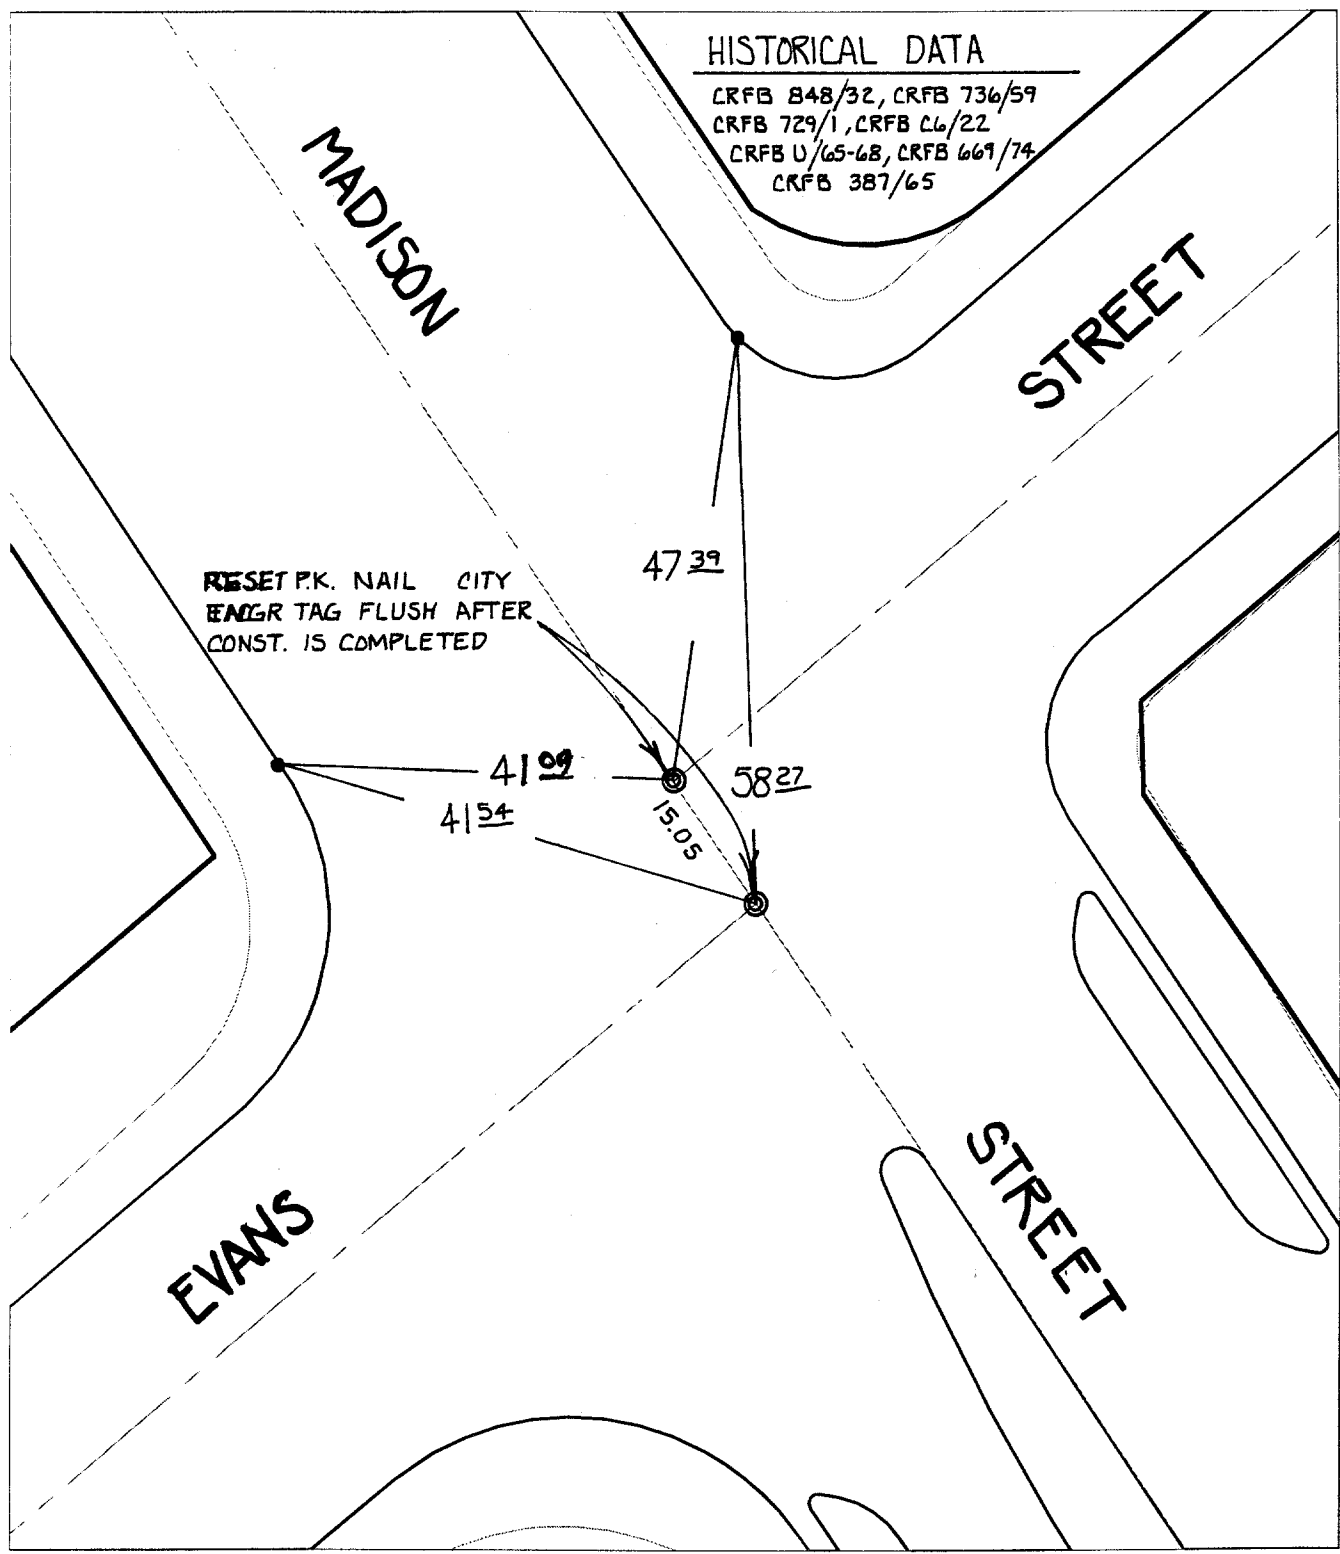 HISTORICAL DATA
CRFB 848/32, CRFB 736/59
CRFB 729/1, CRFB C6/22
CRFB U/65-68, CRFB 669/74
CRFB 387/65
MADISON
STREET
47 39
RESET P.K. NAIL CITY
ENGR TAG FLUSH AFTER
CONST. IS COMPLETED
41 09
58 27
41 54
15.05
STREET
EVANS